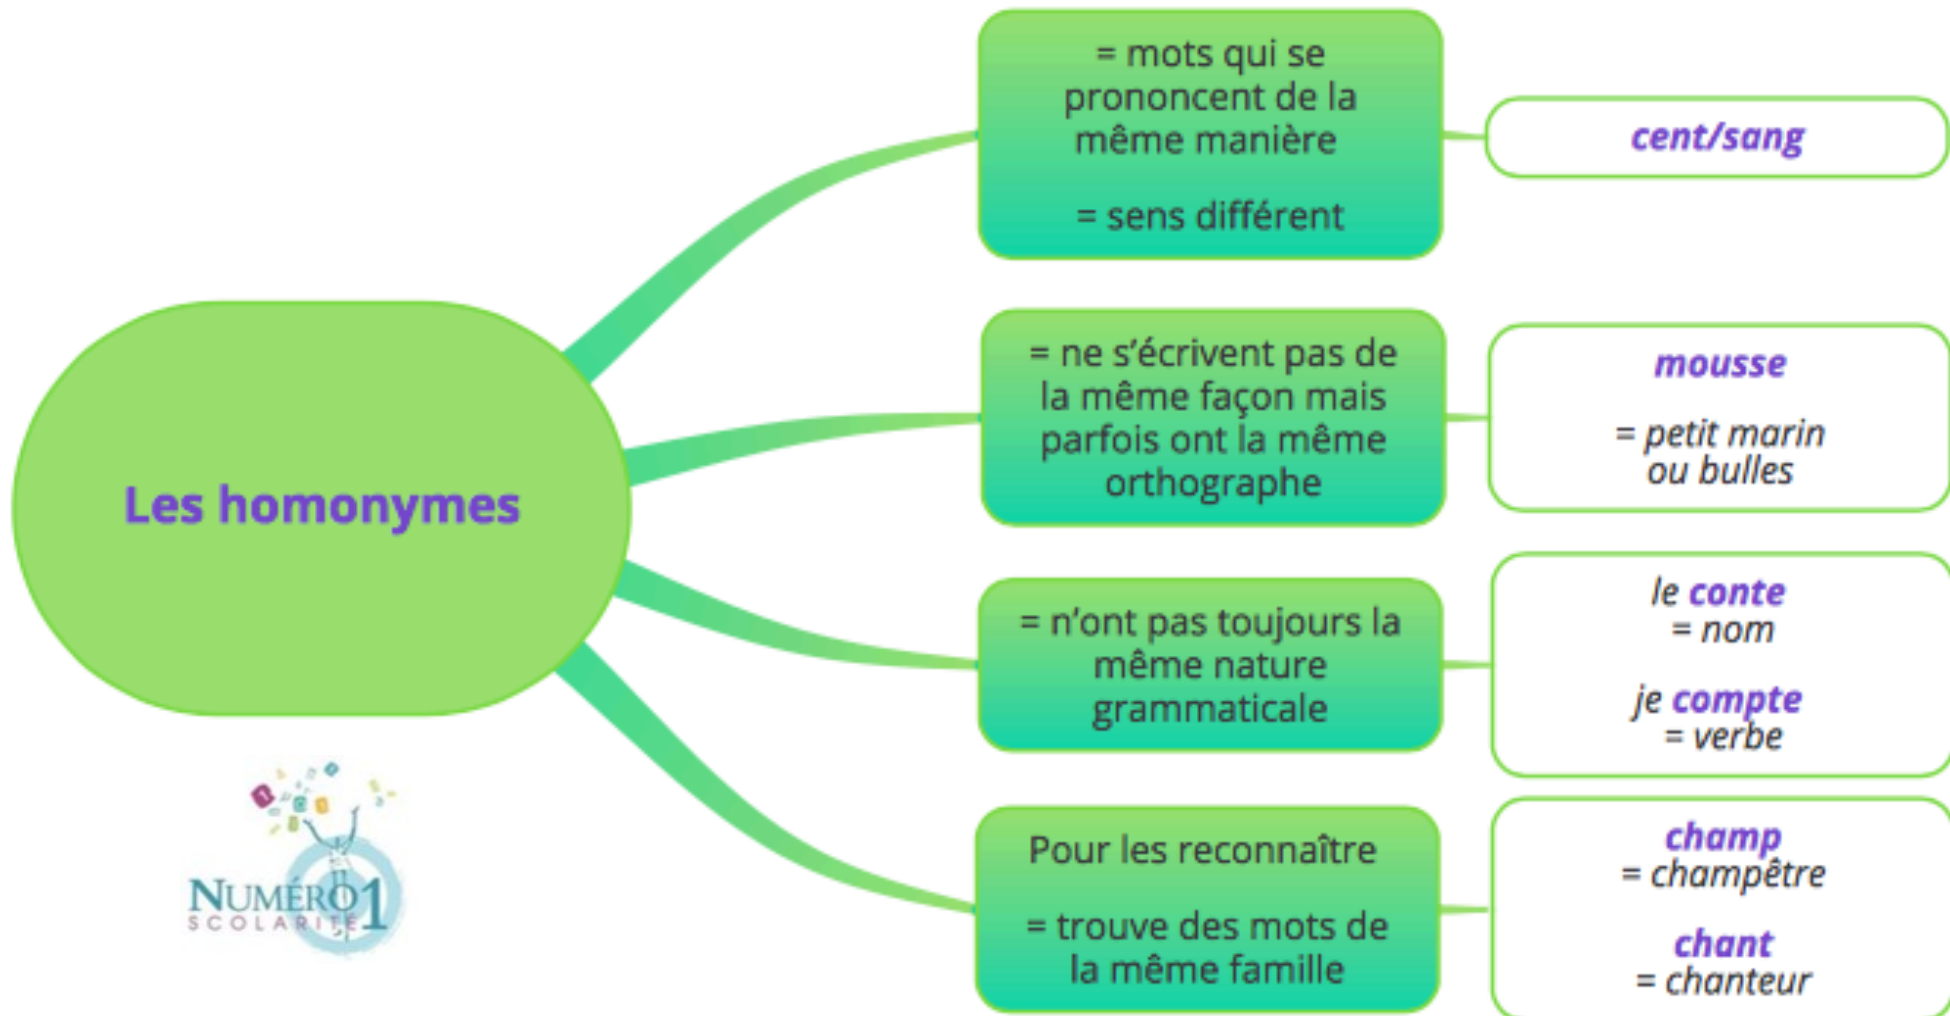 = mots qui se
prononcent de la
même manière
= sens différent
cent/sang
= ne s'écrivent pas de
la même façon mais
parfois ont la même
orthographe
mousse
= petit marin
ou bulles
Les homonymes
= n'ont pas toujours la
même nature
grammaticale
le conte
= nom
je compte
= verbe
Pour les reconnaître
= trouve des mots de
la même famille
champ
= champêtre
chant
= chanteur
NUMÉRO1
SCOLARITÉ